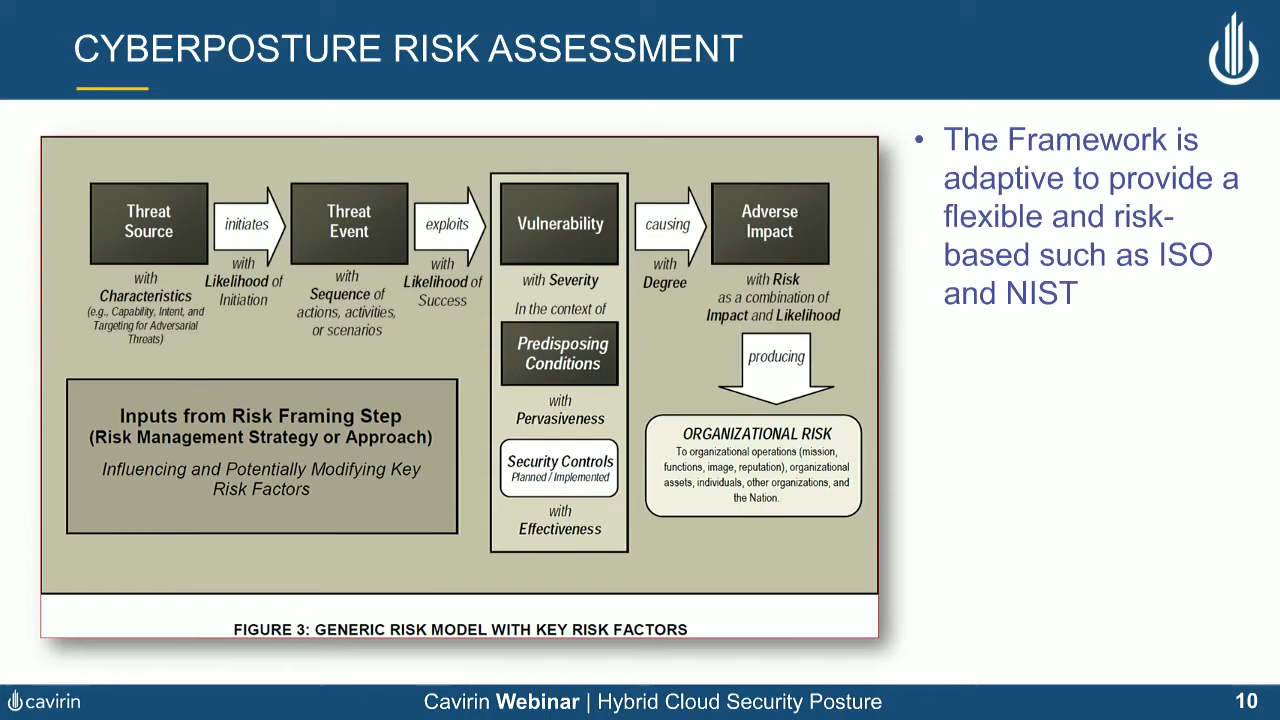 CYBERPOSTURE RISK ASSESSMENT
Threat
Source
initiates
Threat
Event
exploits
Vulnerability
causing
Adverse
Impact
with
Characteristics
(e.g., Capability, Intent, and
Targeting for Adversarial
Threats)
with
Likelihood of
Initiation
with
Sequence of
actions, activities,
or scenarios
with
Likelihood of
Success
with Severity
In the context of
Predisposing
Conditions
with
Pervasiveness
Security Controls
Planned / Implemented
with
Effectiveness
with
Degree
with Risk
as a combination of
Impact and Likelihood
producing
ORGANIZATIONAL RISK
To organizational operations (mission,
functions, image, reputation), organizational
assets, individuals, other organizations, and
the Nation.
Inputs from Risk Framing Step
(Risk Management Strategy or Approach)
Influencing and Potentially Modifying Key
Risk Factors
FIGURE 3: GENERIC RISK MODEL WITH KEY RISK FACTORS
• The Framework is
adaptive to provide a
flexible and risk-
based such as ISO
and NIST
cavirin
Cavirin Webinar | Hybrid Cloud Security Posture
10